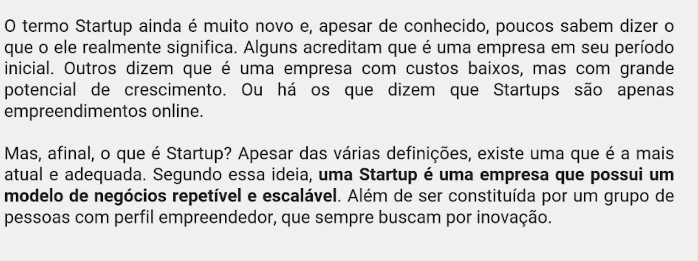 O termo Startup ainda é muito novo e, apesar de conhecido, poucos sabem dizer o
que o ele realmente significa. Alguns acreditam que é uma empresa em seu período
inicial. Outros dizem que é uma empresa com custos baixos, mas com grande
potencial de crescimento. Ou há os que dizem que Startups são apenas
empreendimentos online.
Mas, afinal, o que é Startup? Apesar das várias definições, existe uma que é a mais
atual e adequada. Segundo essa ideia, uma Startup é uma empresa que possui um
modelo de negócios repetível e escalável. Além de ser constituída por um grupo de
pessoas com perfil empreendedor, que sempre buscam por inovação.